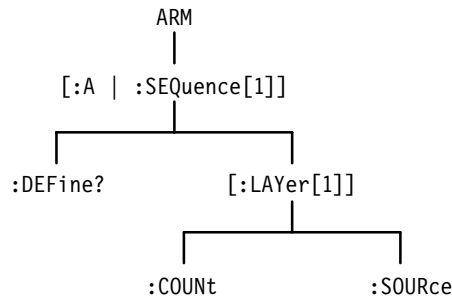 ARM
[:A | :SEQuence[1]]
:DEFine? [:LAYer[1]]
:COUNt :SOURce